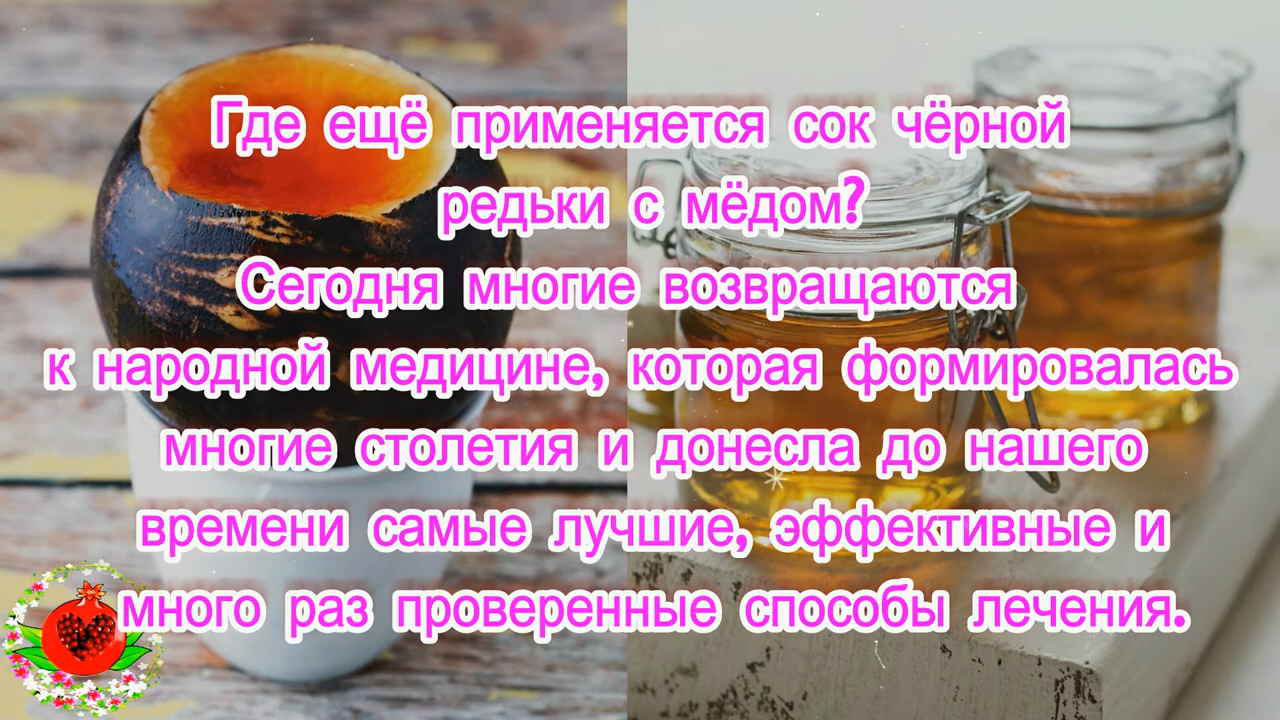 Где ещё применяется сок чёрной
редьки с мёдом?
Сегодня многие возвращаются
к народной медицине, которая формировалась
многие столетия и донесла до нашего
времени самые лучшие, эффективные и
много раз проверенные способы лечения.